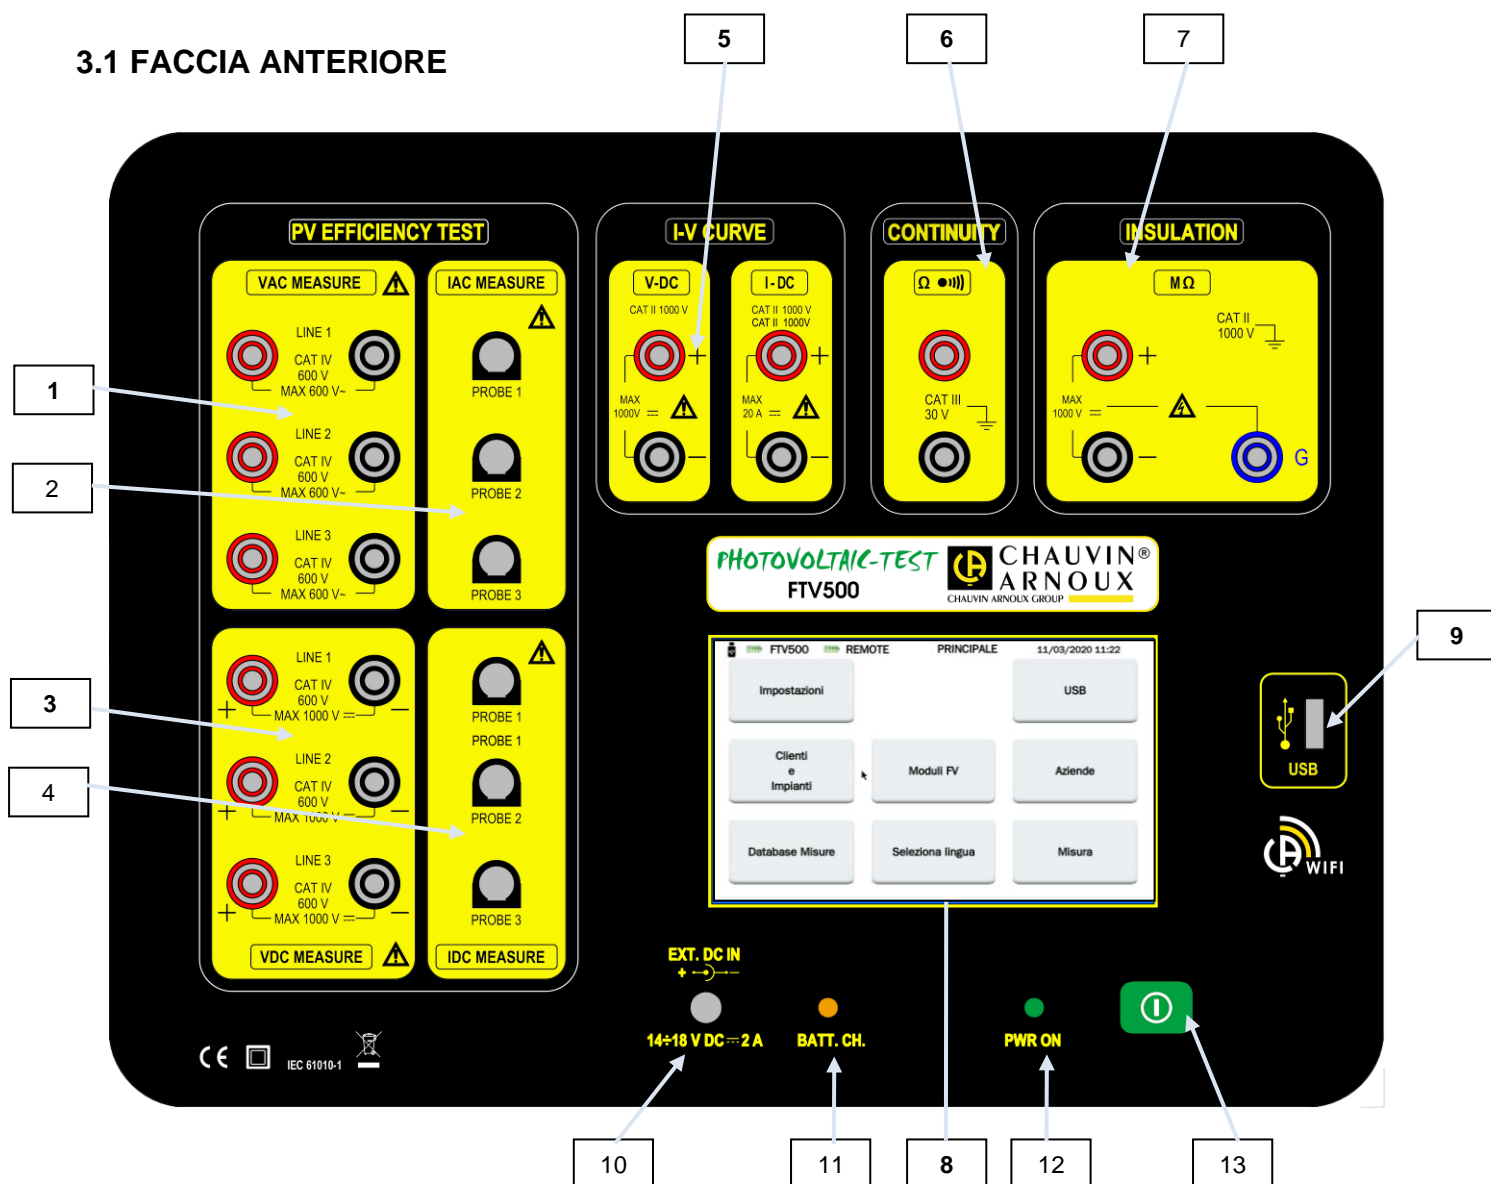 3.1 FACCIA ANTERIORE
5
6
7
PV EFFICIENCY TEST
VAC MEASURE
IAC MEASURE
LINE 1
CAT IV
600 V
MAX 600 V~
PROBE 1
LINE 2
CAT IV
600 V
MAX 600 V~
PROBE 2
LINE 3
CAT IV
600 V
MAX 600 V~
PROBE 3
1
2
LINE 1
CAT IV
600 V
+ MAX 1000 V ⎓ −
PROBE 1
PROBE 1
LINE 2
CAT IV
600 V
+ MAX 1000 V ⎓ −
PROBE 2
LINE 3
CAT IV
600 V
+ MAX 1000 V ⎓ −
PROBE 3
VDC MEASURE
IDC MEASURE
3
4
I-V CURVE
V-DC
CAT II 1000 V
+
MAX
1000V ⎓
−
I-DC
CAT II 1000 V
CAT II 1000V
+
MAX
20 A ⎓
−
CONTINUITY
Ω
CAT III
30 V
INSULATION
MΩ
CAT II
1000 V
+
MAX
1000 V ⎓
−
G
PHOTOVOLTAIC-TEST
FTV500
CA
CHAUVIN®
ARNOUX
CHAUVIN ARNOUX GROUP
FTV500 REMOTE PRINCIPALE 11/03/2020 11:22
Impostazioni
USB
Clienti
e
Impianti
Moduli FV
Aziende
Database Misure
Seleziona lingua
Misura
9
USB
CA WIFI
EXT. DC IN
+ −
14÷18 V DC ⎓ 2 A
BATT. CH.
PWR ON
CE
IEC 61010-1
10
11
8
12
13